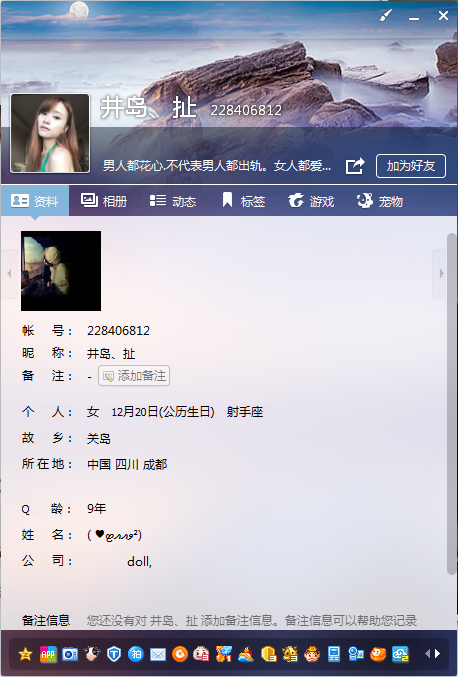 井岛、扯 228406812
男人都花心.不代表男人都出轨。女人都爱... 加为好友
资料 相册 动态 标签 游戏 宠物
帐 号： 228406812
昵 称： 井岛、扯
备 注： - 添加备注
个 人： 女 12月20日(公历生日) 射手座
故 乡： 关岛
所在地： 中国 四川 成都
Q 龄： 9年
姓 名：
公 司： doll,
备注信息 您还没有对 井岛、扯 添加备注信息。备注信息可以帮助您记录
APP